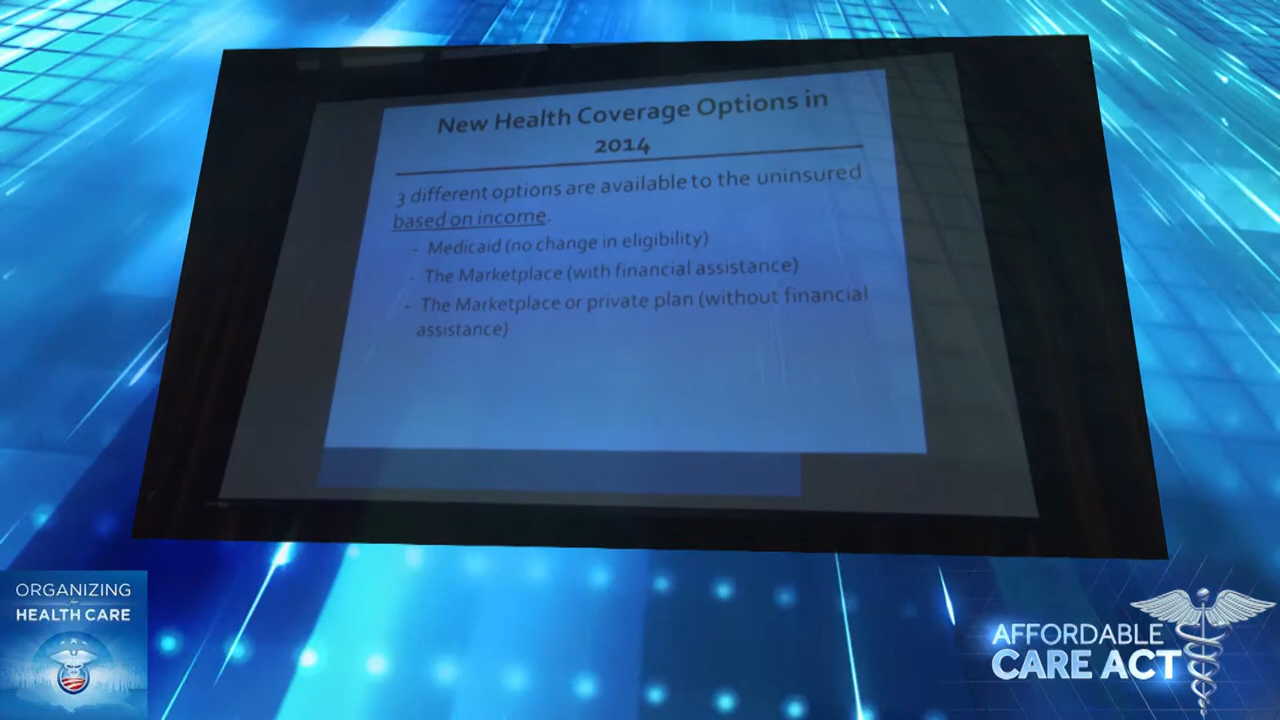 New Health Coverage Options in
2014
3 different options are available to the uninsured
based on income.
- Medicaid (no change in eligibility)
- The Marketplace (with financial assistance)
- The Marketplace or private plan (without financial
assistance)
ORGANIZING
for
HEALTH CARE
AFFORDABLE
CARE ACT